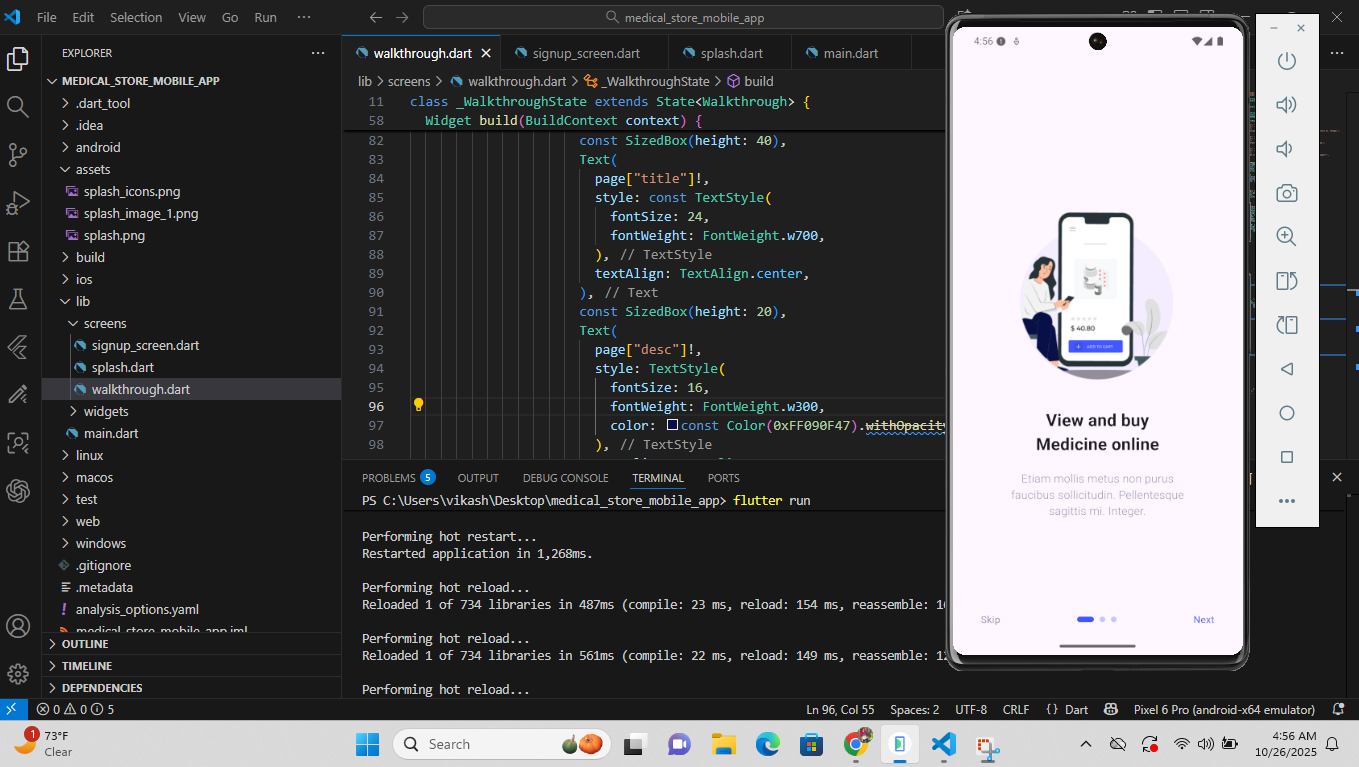 File Edit Selection View Go Run ···
medical_store_mobile_app
EXPLORER
MEDICAL_STORE_MOBILE_APP
.dart_tool
.idea
android
assets
splash_icons.png
splash_image_1.png
splash.png
build
ios
lib
screens
signup_screen.dart
splash.dart
walkthrough.dart
widgets
main.dart
linux
macos
test
web
windows
.gitignore
.metadata
analysis_options.yaml
medical_store_mobile_app.iml
OUTLINE
TIMELINE
DEPENDENCIES
walkthrough.dart signup_screen.dart splash.dart main.dart
lib > screens > walkthrough.dart > _WalkthroughState > build
11 class _WalkthroughState extends State<Walkthrough> {
58 Widget build(BuildContext context) {
82 const SizedBox(height: 40),
83 Text(
84 page["title"]!,
85 style: const TextStyle(
86 fontSize: 24,
87 fontWeight: FontWeight.w700,
88 ), // TextStyle
89 textAlign: TextAlign.center,
90 ), // Text
91 const SizedBox(height: 20),
92 Text(
93 page["desc"]!,
94 style: TextStyle(
95 fontSize: 16,
96 fontWeight: FontWeight.w300,
97 color: const Color(0xFF090F47).withOpacity
98 ), // TextStyle
PROBLEMS 5 OUTPUT DEBUG CONSOLE TERMINAL PORTS
PS C:\Users\vikash\Desktop\medical_store_mobile_app> flutter run
Performing hot restart...
Restarted application in 1,268ms.
Performing hot reload...
Reloaded 1 of 734 libraries in 487ms (compile: 23 ms, reload: 154 ms, reassemble:
Performing hot reload...
Reloaded 1 of 734 libraries in 561ms (compile: 22 ms, reload: 149 ms, reassemble:
Performing hot reload...
4:56
$ 40.80
+ ADD TO CART
View and buy
Medicine online
Etiam mollis metus non purus
faucibus sollicitudin. Pellentesque
sagittis mi. Integer.
Skip Next
0 0 5
Ln 96, Col 55 Spaces: 2 UTF-8 CRLF {} Dart Pixel 6 Pro (android-x64 emulator)
1
73°F
Clear
Search
4:56 AM
10/26/2025